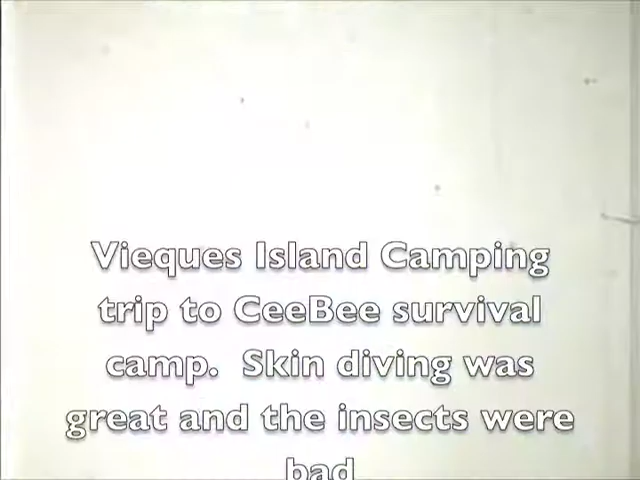 Vieques Island Camping
trip to CeeBee survival
camp.  Skin diving was
great and the insects were
bad